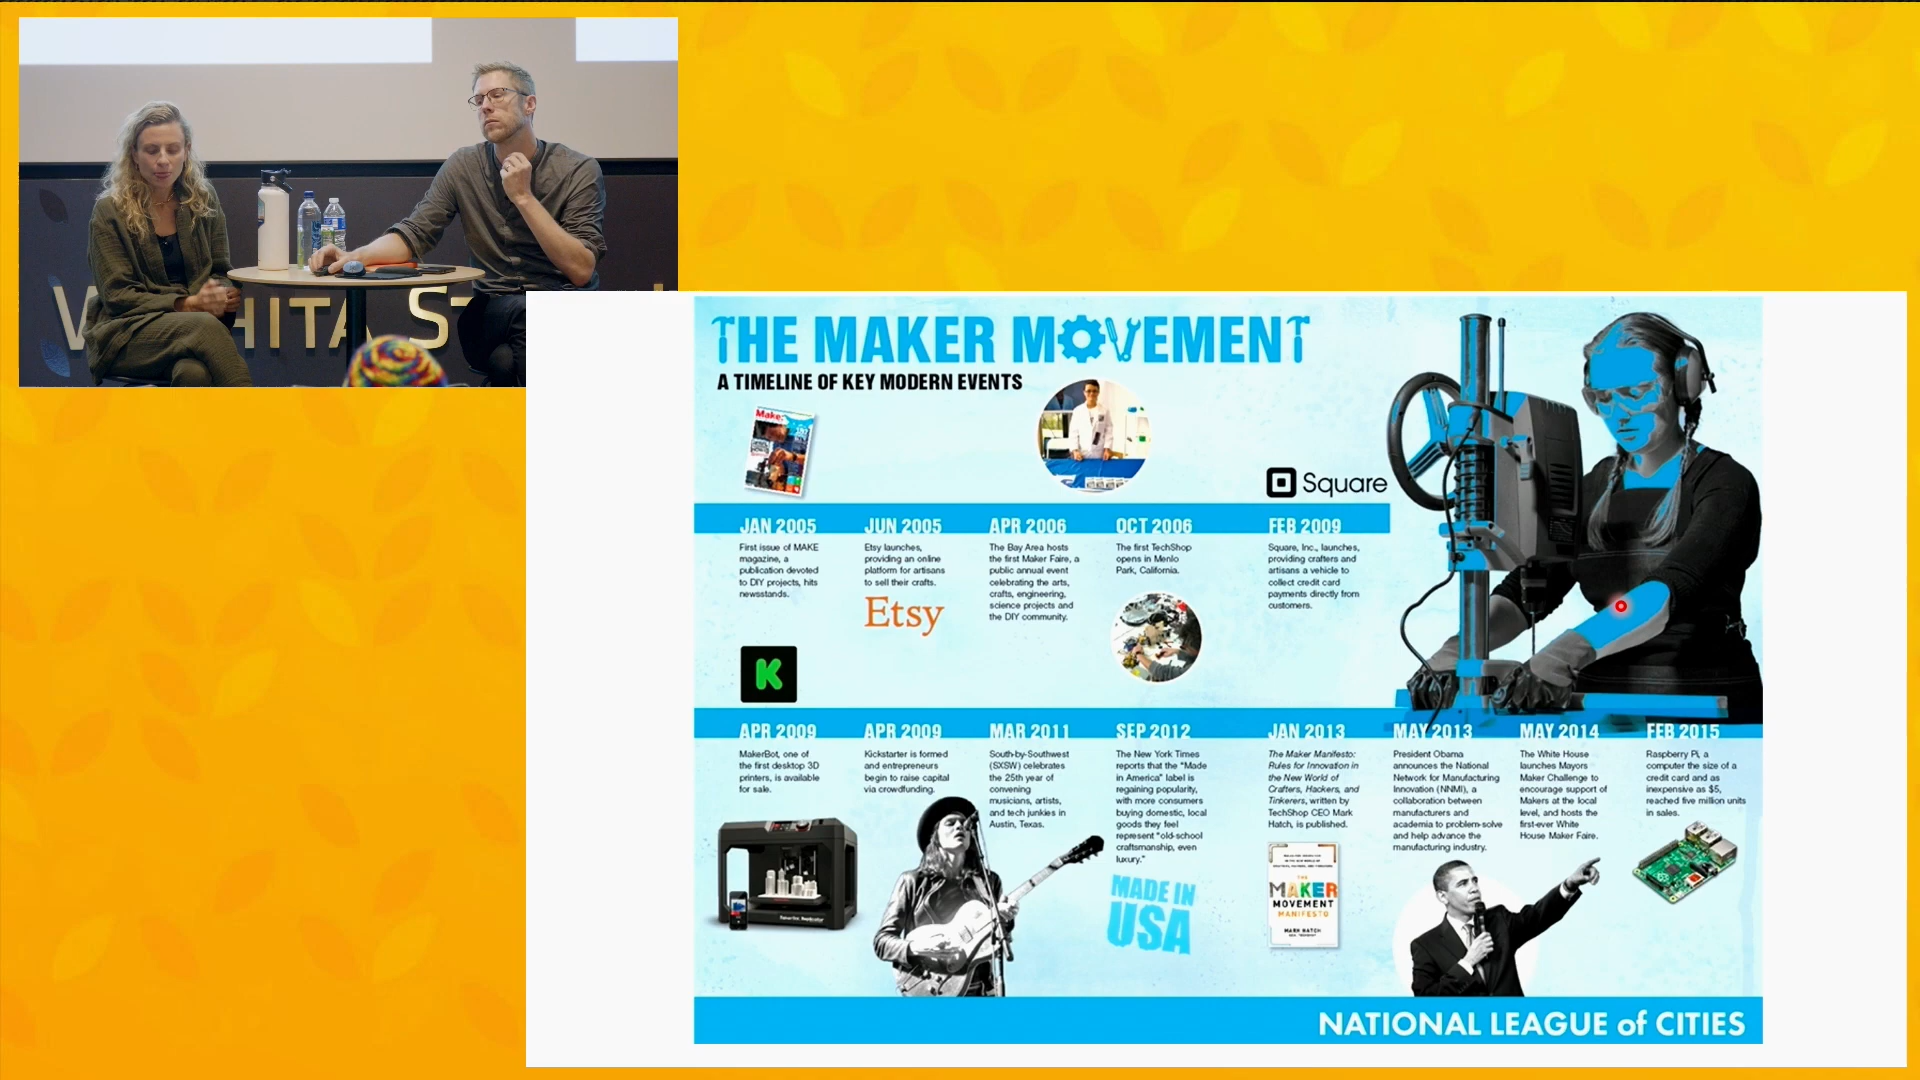 THE MAKER MOVEMENT
A TIMELINE OF KEY MODERN EVENTS
Make:
Square
JAN 2005
First issue of MAKE
magazine, a
publication devoted
to DIY projects, hits
newsstands.
JUN 2005
Etsy launches,
providing an online
platform for artisans
to sell their crafts.
Etsy
APR 2006
The Bay Area hosts
the first Maker Faire, a
public annual event
celebrating the arts,
crafts, engineering,
science projects and
the DIY community.
OCT 2006
The first TechShop
opens in Menlo
Park, California.
FEB 2009
Square, Inc., launches,
providing crafters and
artisans a vehicle to
collect credit card
payments directly from
customers.
K
APR 2009
MakerBot, one of
the first desktop 3D
printers, is available
for sale.
APR 2009
Kickstarter is formed
and entrepreneurs
begin to raise capital
via crowdfunding.
MAR 2011
South-by-Southwest
(SXSW) celebrates
the 25th year of
convening
musicians, artists,
and tech junkies in
Austin, Texas.
SEP 2012
The New York Times
reports that the "Made
in America" label is
regaining popularity,
with more consumers
buying domestic, local
goods they feel
represent "old-school
craftsmanship, even
luxury."
MADE IN
USA
JAN 2013
The Maker Manifesto:
Rules for Innovation in
the New World of
Crafters, Hackers, and
Tinkerers, written by
TechShop CEO Mark
Hatch, is published.
THE
MAKER
MOVEMENT
MANIFESTO
MARK HATCH
MAY 2013
President Obama
announces the National
Network for Manufacturing
Innovation (NNMI), a
collaboration between
manufacturers and
academia to problem-solve
and help advance the
manufacturing industry.
MAY 2014
The White House
launches Mayors
Maker Challenge to
encourage support of
Makers at the local
level, and hosts the
first-ever White
House Maker Faire.
FEB 2015
Raspberry Pi, a
computer the size of a
credit card and as
inexpensive as $5,
reached five million units
in sales.
NATIONAL LEAGUE of CITIES